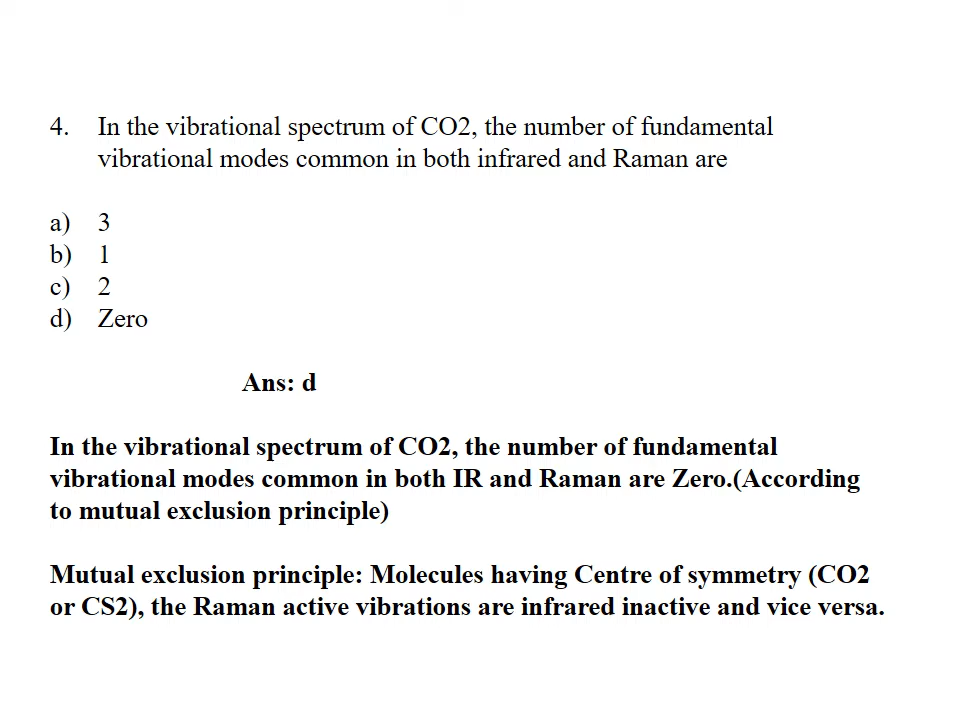 4. In the vibrational spectrum of CO2, the number of fundamental
vibrational modes common in both infrared and Raman are
a) 3
b) 1
c) 2
d) Zero
Ans: d
In the vibrational spectrum of CO2, the number of fundamental
vibrational modes common in both IR and Raman are Zero.(According
to mutual exclusion principle)
Mutual exclusion principle: Molecules having Centre of symmetry (CO2
or CS2), the Raman active vibrations are infrared inactive and vice versa.